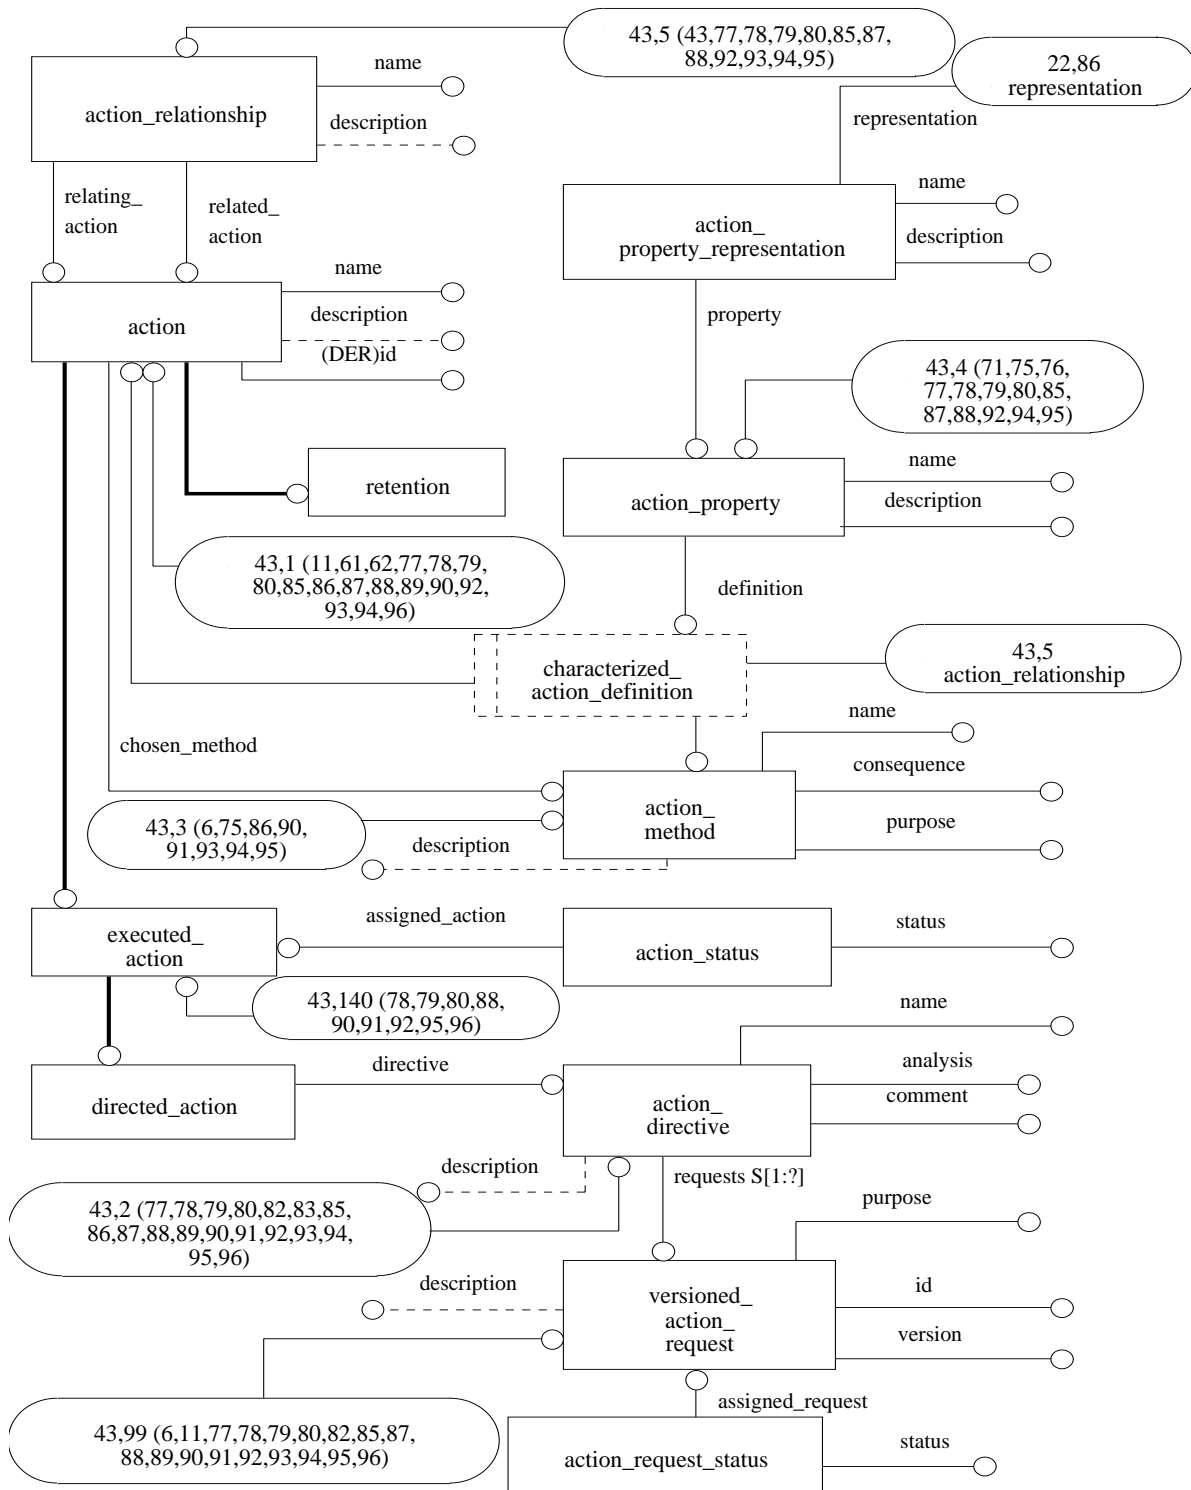 43,5 (43,77,78,79,80,85,87,
88,92,93,94,95)
22,86
representation
name
action_relationship
description
representation
relating_
action
related_
action
name
action_
property_representation
description
name
action
description
(DER)id
property
43,4 (71,75,76,
77,78,79,80,85,
87,88,92,94,95)
retention
name
action_property
description
43,1 (11,61,62,77,78,79,
80,85,86,87,88,89,90,92,
93,94,96)
definition
characterized_
action_definition
43,5
action_relationship
name
chosen_method
consequence
action_
method
purpose
43,3 (6,75,86,90,
91,93,94,95)
description
assigned_action
status
executed_
action
action_status
43,140 (78,79,80,88,
90,91,92,95,96)
name
directive
analysis
comment
directed_action
action_
directive
description
requests S[1:?]
43,2 (77,78,79,80,82,83,85,
86,87,88,89,90,91,92,93,94,
95,96)
purpose
description
id
versioned_
action_
request
version
assigned_request
43,99 (6,11,77,78,79,80,82,85,87,
88,89,90,91,92,93,94,95,96)
action_request_status
status